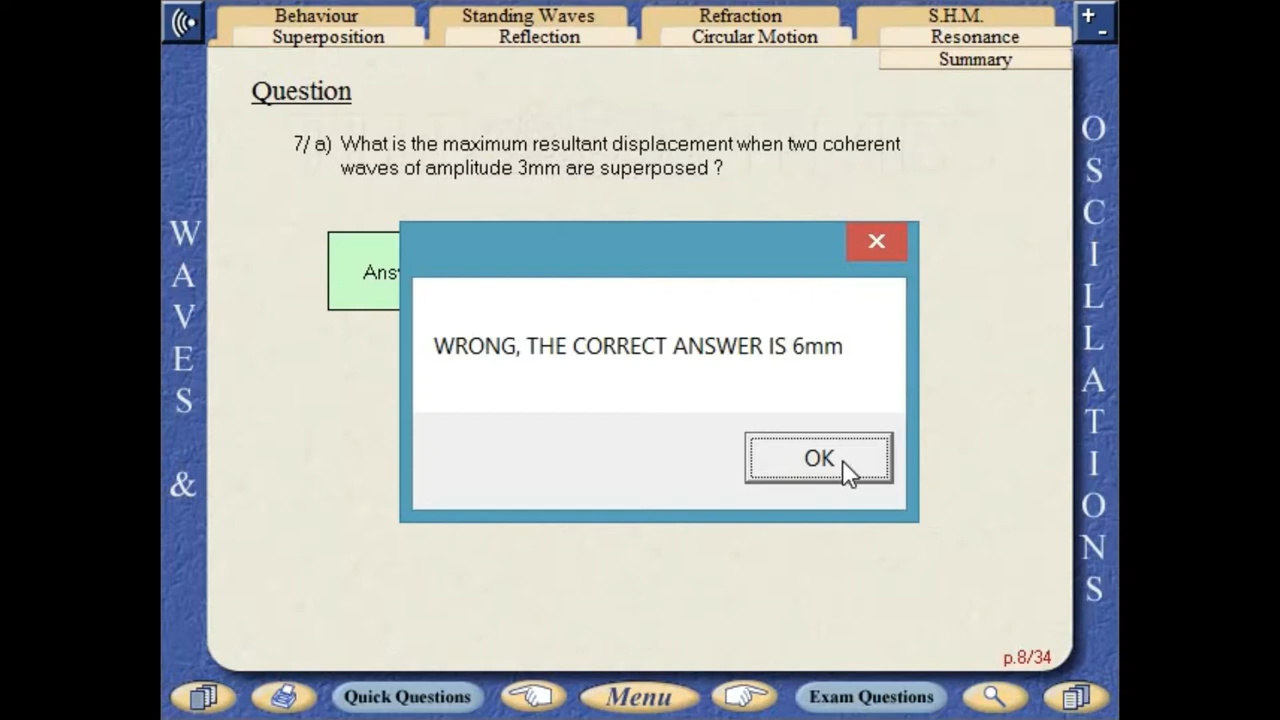 Behaviour
Standing Waves
Refraction
S.H.M.
+
-
Superposition
Reflection
Circular Motion
Resonance
Summary
Question
7/ a) What is the maximum resultant displacement when two coherent
waves of amplitude 3mm are superposed ?
WAVES &
OSCILLATIONS
X
WRONG, THE CORRECT ANSWER IS 6mm
OK
p.8/34
Quick Questions
Menu
Exam Questions